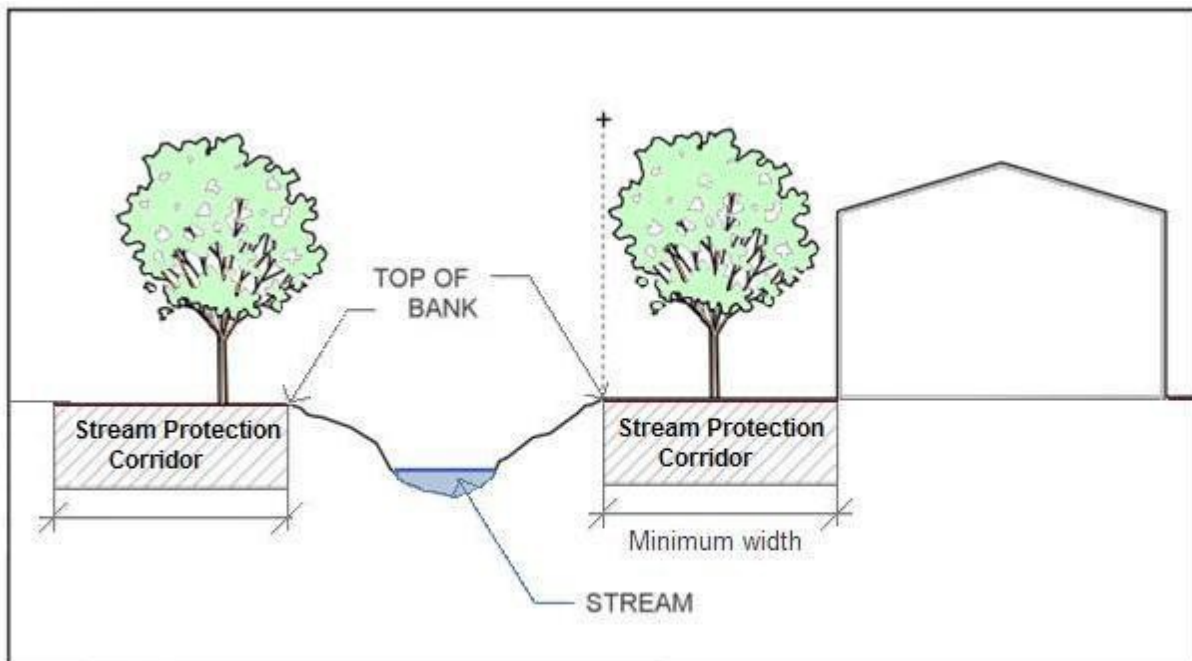 TOP OF
BANK
Stream Protection
Corridor
Stream Protection
Corridor
Minimum width
STREAM